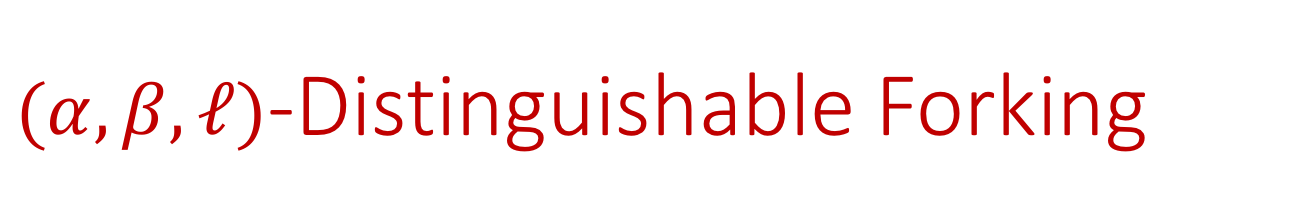 (𝛼, 𝛽, ℓ)-Distinguishable Forking